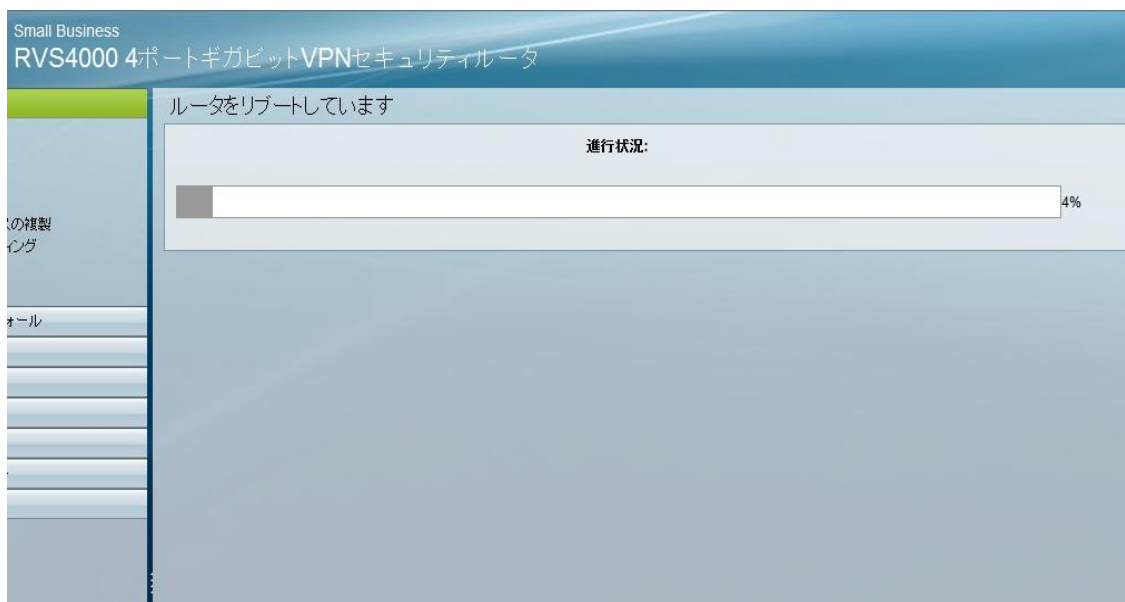 Small Business
RVS4000 4ポートギガビットVPNセキュリティルータ
ルータをリブートしています
進行状況:
4%
の複製
ィング
ォール